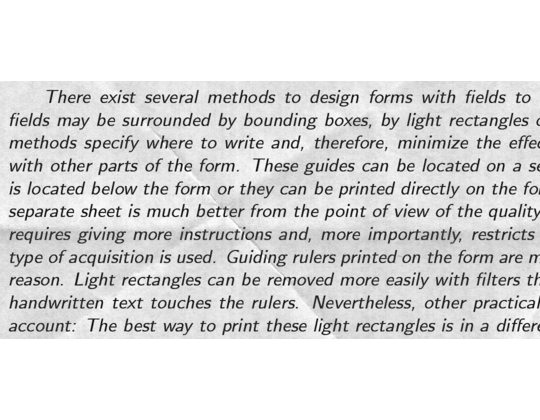 There exist several methods to design forms with fields to
fields may be surrounded by bounding boxes, by light rectangles
methods specify where to write and, therefore, minimize the
with other parts of the form. These guides can be located on a
is located below the form or they can be printed directly on the
separate sheet is much better from the point of view of the quality
requires giving more instructions and, more importantly, restricts
type of acquisition is used. Guiding rulers printed on the form are
reason. Light rectangles can be removed more easily with filters
handwritten text touches the rulers. Nevertheless, other practical
account: The best way to print these light rectangles is in a